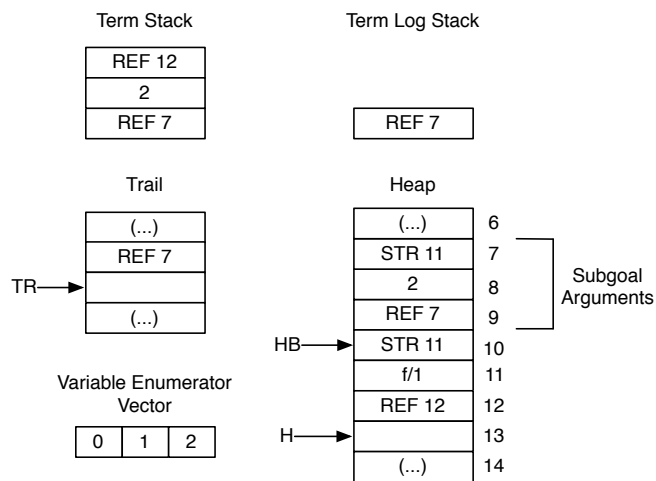 Term Stack
REF 12
2
REF 7
Term Log Stack
REF 7
Trail
(...)
REF 7
TR
(...)
Variable Enumerator
Vector
0 1 2
Heap
(...) 6
STR 11 7
2 8
REF 7 9
HB STR 11 10
f/1 11
REF 12 12
H 13
(...) 14
Subgoal
Arguments